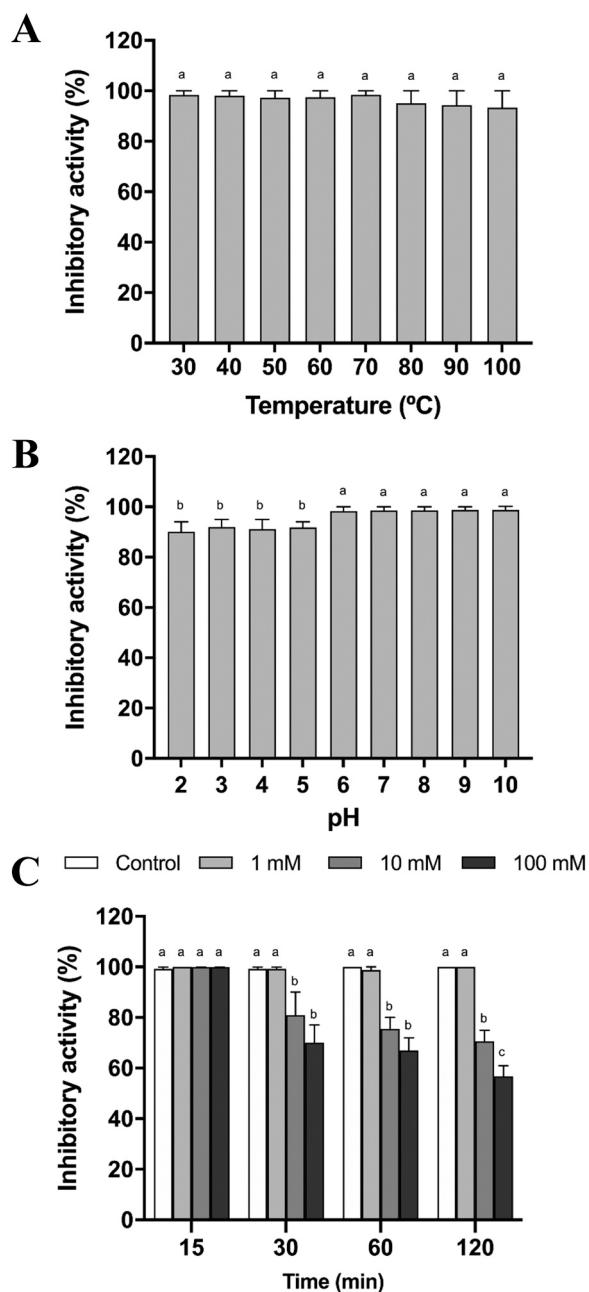 A
120
100
80
60
40
20
0
Inhibitory activity (%)
a a a a a a a a
30 40 50 60 70 80 90 100
Temperature (ºC)
B
120
100
80
60
40
20
0
Inhibitory activity (%)
b b b b a a a a a
2 3 4 5 6 7 8 9 10
pH
C
Control 1 mM 10 mM 100 mM
120
100
80
60
40
20
0
Inhibitory activity (%)
a a a a a a b b a a b b a a b c
15 30 60 120
Time (min)